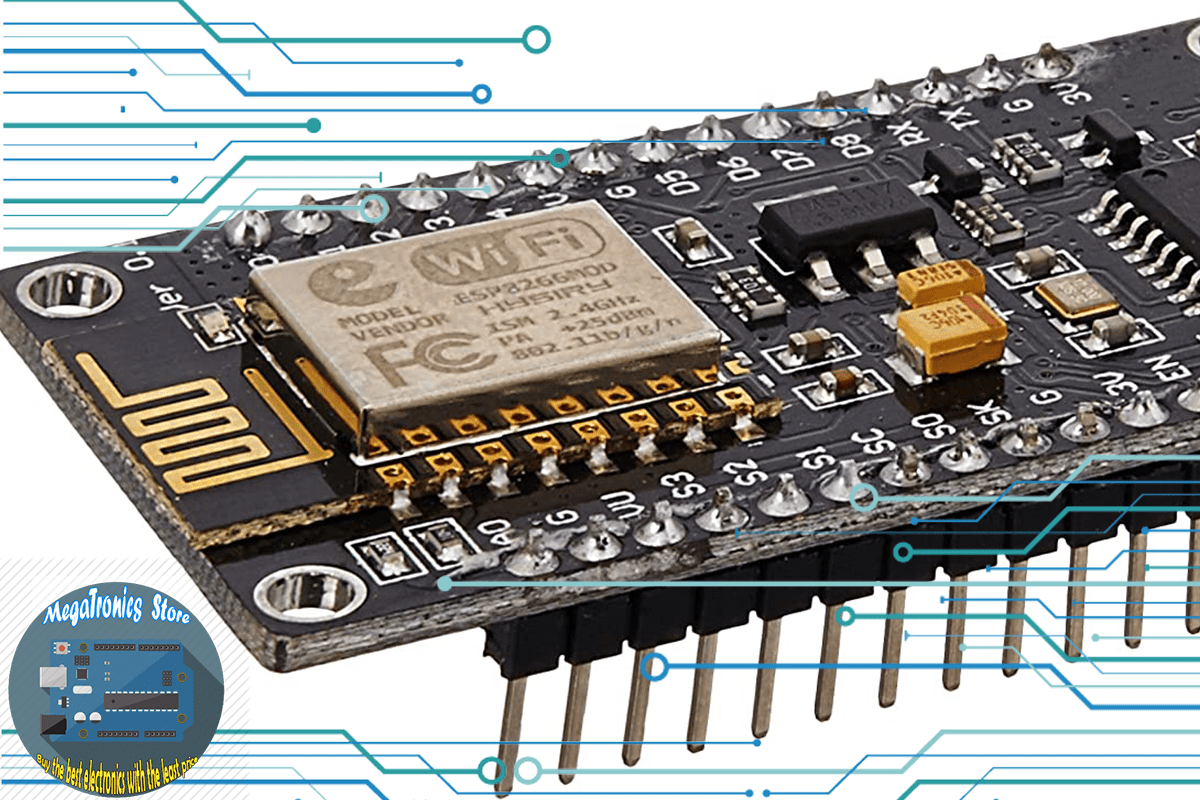 3V
G
TX
RX
D8
D7
D6
D5
G
WiFi
ESP8266MOD
MODEL
VENDOR
ISM 2.4GHz
PA +25dBm
802.11b/g/n
FC
EN
3V
G
SK
SO
SC
S1
S2
S3
UU
G
A0
MegaTronics Store
Buy the best electronics with the least price